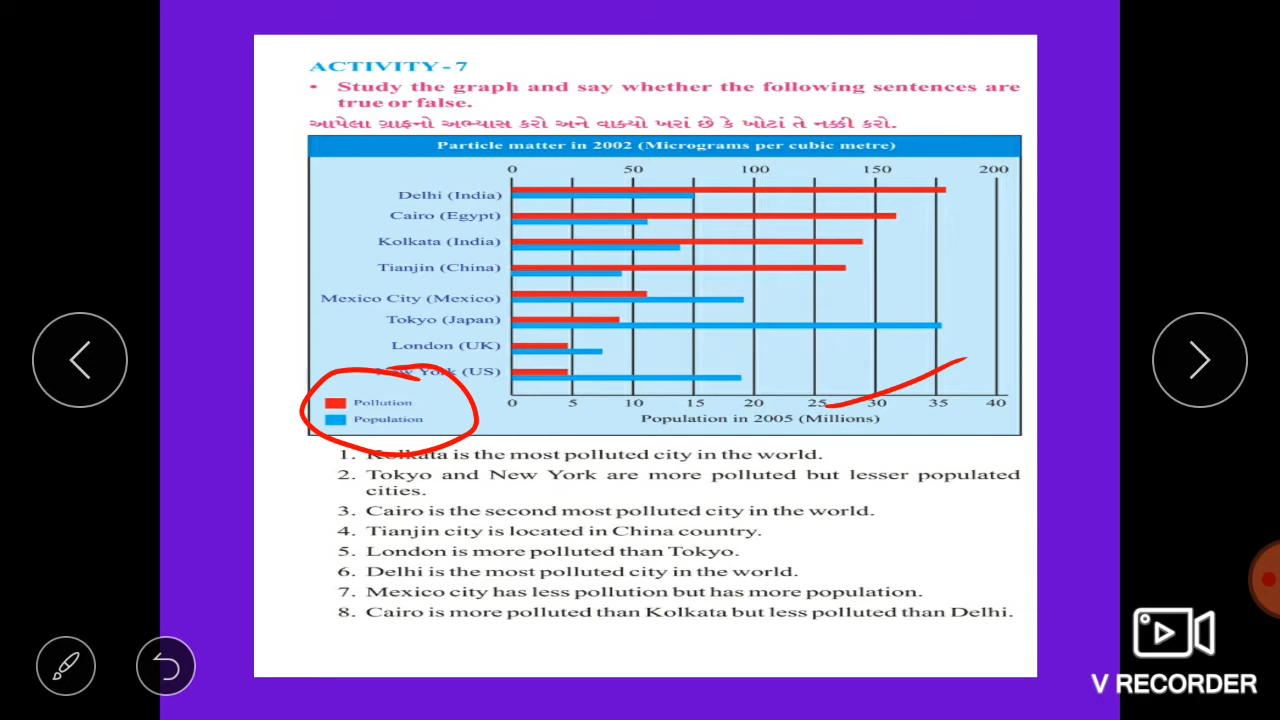 ACTIVITY - 7
• Study the graph and say whether the following sentences are
true or false.
આપેલા ગ્રાફનો અભ્યાસ કરો અને વાક્યો ખરાં છે કે ખોટાં તે નક્કી કરો.
Particle matter in 2002 (Micrograms per cubic metre)
0 50 100 150 200
Delhi (India)
Cairo (Egypt)
Kolkata (India)
Tianjin (China)
Mexico City (Mexico)
Tokyo (Japan)
London (UK)
New York (US)
Pollution
Population
0 5 10 15 20 25 30 35 40
Population in 2005 (Millions)
1. Kolkata is the most polluted city in the world.
2. Tokyo and New York are more polluted but lesser populated
cities.
3. Cairo is the second most polluted city in the world.
4. Tianjin city is located in China country.
5. London is more polluted than Tokyo.
6. Delhi is the most polluted city in the world.
7. Mexico city has less pollution but has more population.
8. Cairo is more polluted than Kolkata but less polluted than Delhi.
V RECORDER